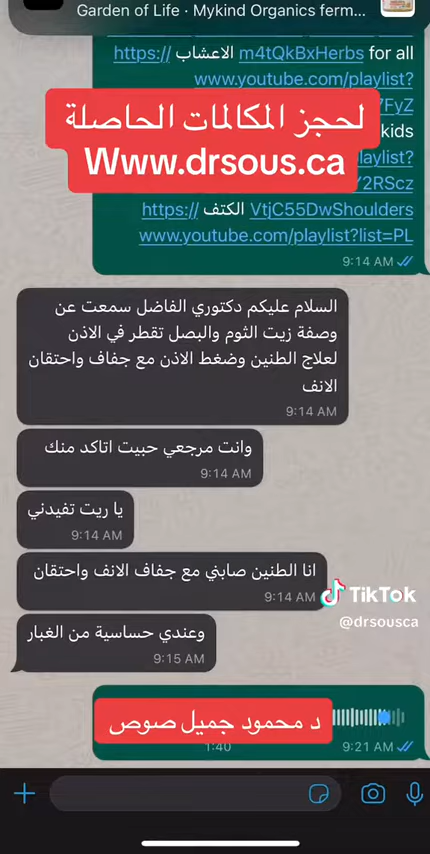 Garden of Life · Mykind Organics ferm...
https:// الاعشاب m4tQkBxHerbs for all
www.youtube.com/playlist?
لحجز المكالمات الحاصلة
Www.drsous.ca
7FyZ
kids
playlist?
Y2RScz
https:// الكتف VtjC55DwShoulders
www.youtube.com/playlist?list=PL
9:14 AM
السلام عليكم دكتوري الفاضل سمعت عن
وصفة زيت الثوم والبصل تقطر في الاذن
لعلاج الطنين وضغط الاذن مع جفاف واحتقان
الانف
9:14 AM
وانت مرجعي حبيت اتاكد منك
9:14 AM
يا ريت تفيدني
9:14 AM
انا الطنين صابني مع جفاف الانف واحتقان
9:14 AM
TikTok
@drsousca
وعندي حساسية من الغبار
9:15 AM
د محمود جميل صوص
1:40
9:21 AM